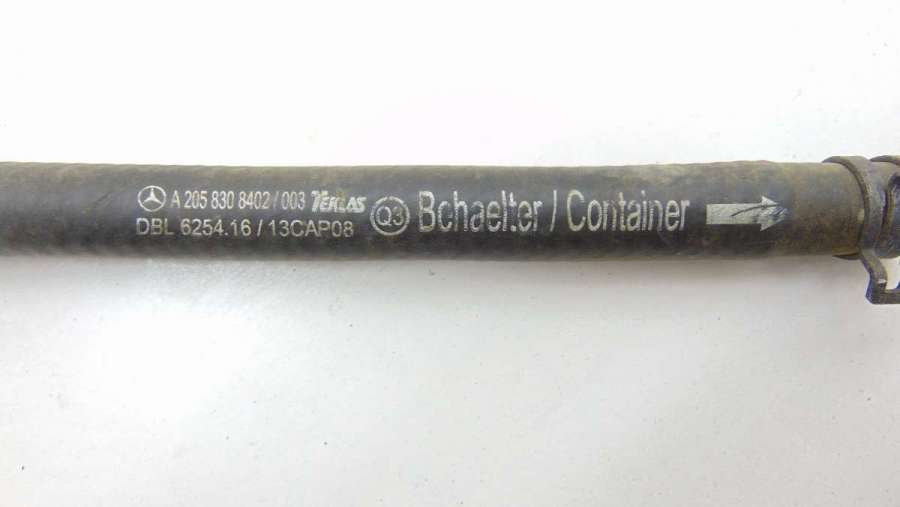 A 205 830 8402 / 003 TEKLAS
DBL 6254.16 / 13CAP08
Q3
Bchaelter / Container